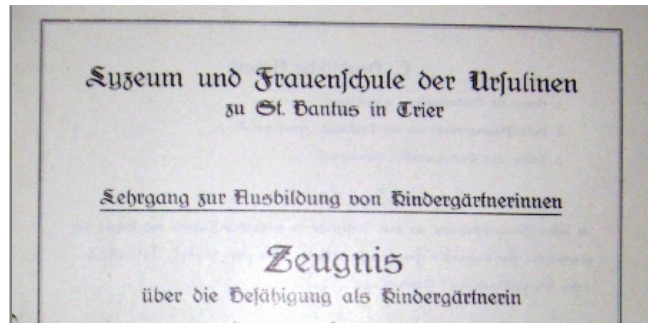 Lyzeum und Frauenschule der Ursulinen
zu St. Bantus in Trier
Lehrgang zur Ausbildung von Kindergärtnerinnen
Zeugnis
über die Befähigung als Kindergärtnerin